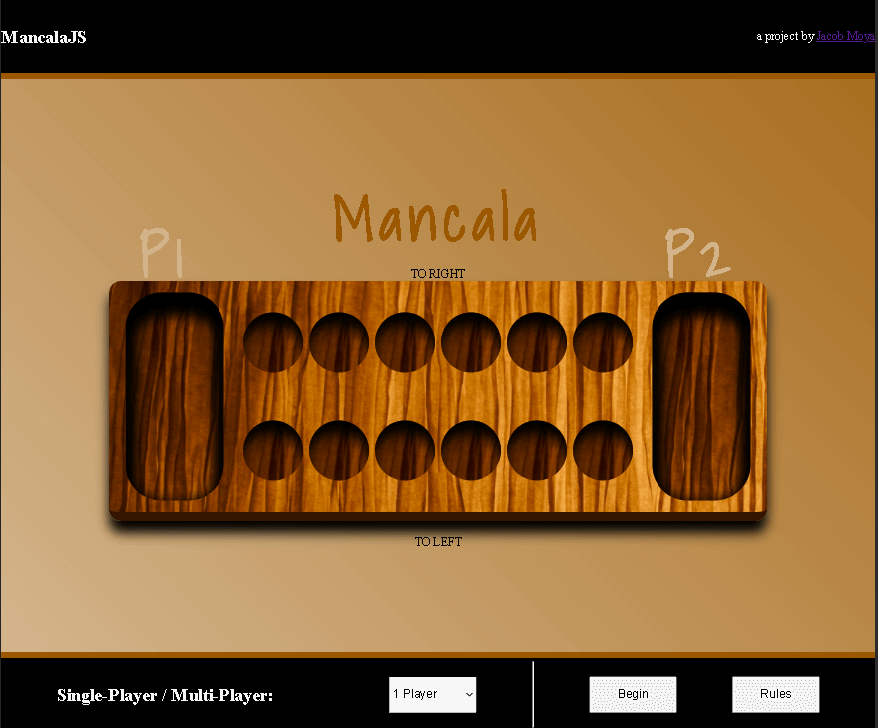 MancalaJS
a project by Jacob Moya
Mancala
P1
P2
TO RIGHT
TO LEFT
Single-Player / Multi-Player:
1 Player
Begin
Rules